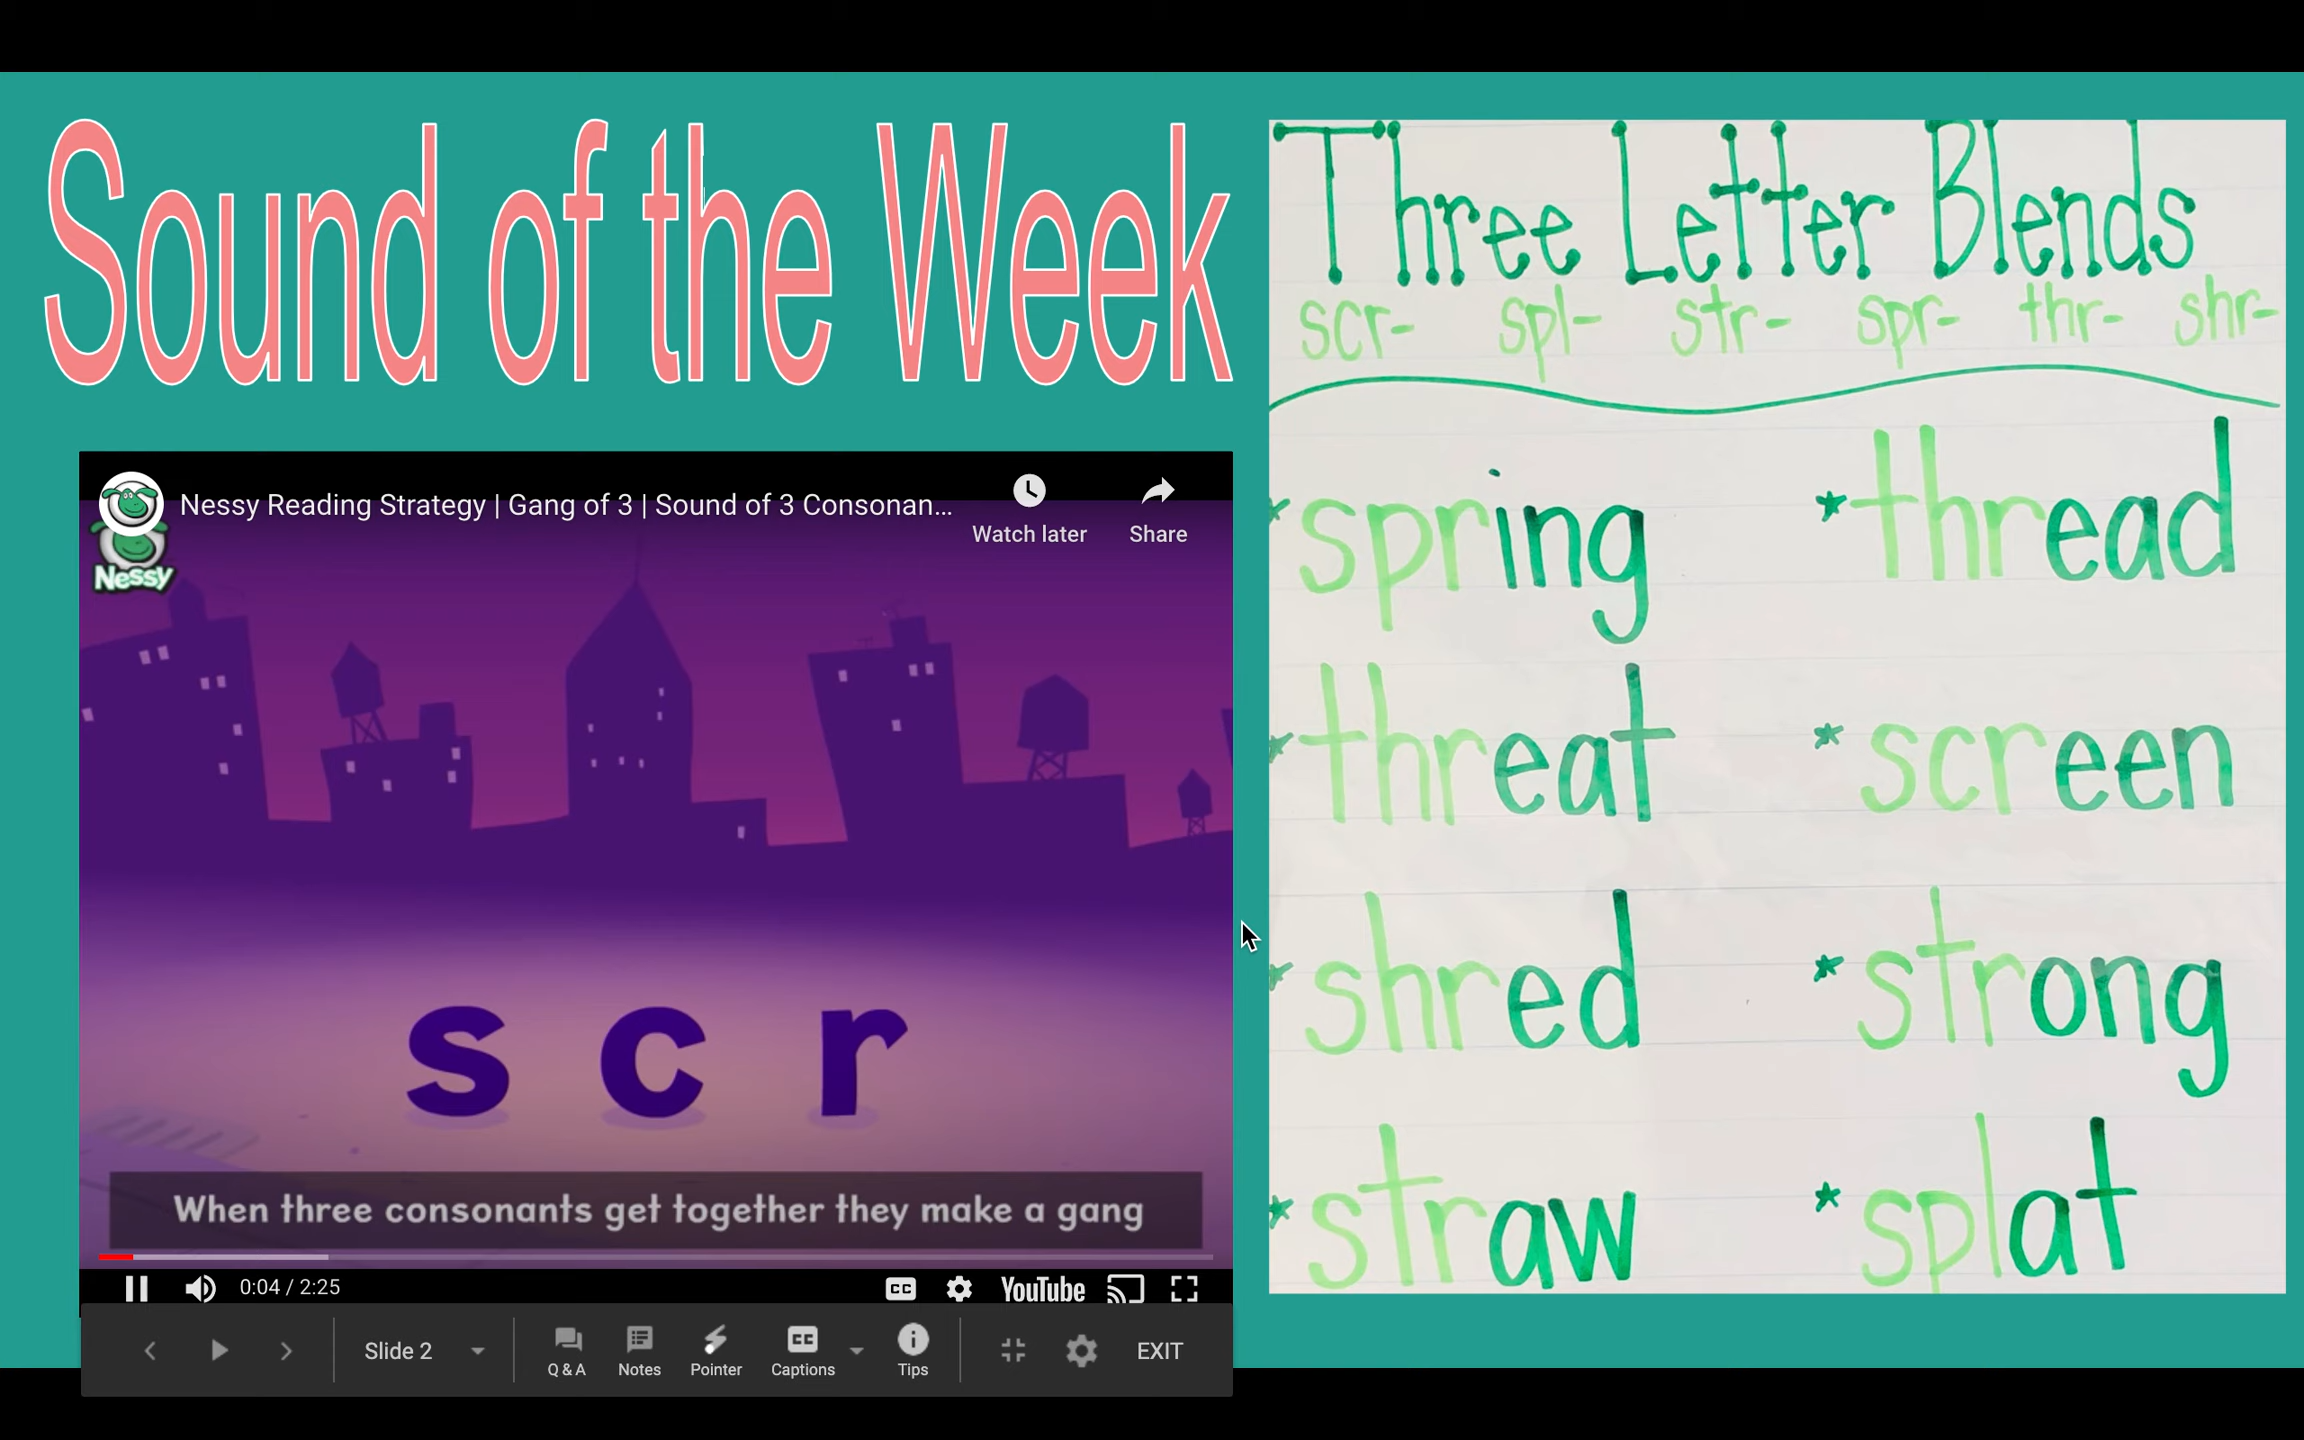 Sound of the Week
Nessy Reading Strategy | Gang of 3 | Sound of 3 Consonan...
Watch later
Share
Nessy
s c r
When three consonants get together they make a gang
0:04 / 2:25
CC
YouTube
Slide 2
Q & A
Notes
CC
Pointer
Captions
Tips
EXIT
Three Letter Blends
scr- spl- str- spr- thr- shr-
*spring *thread
*threat *screen
*shred *strong
*straw *splat